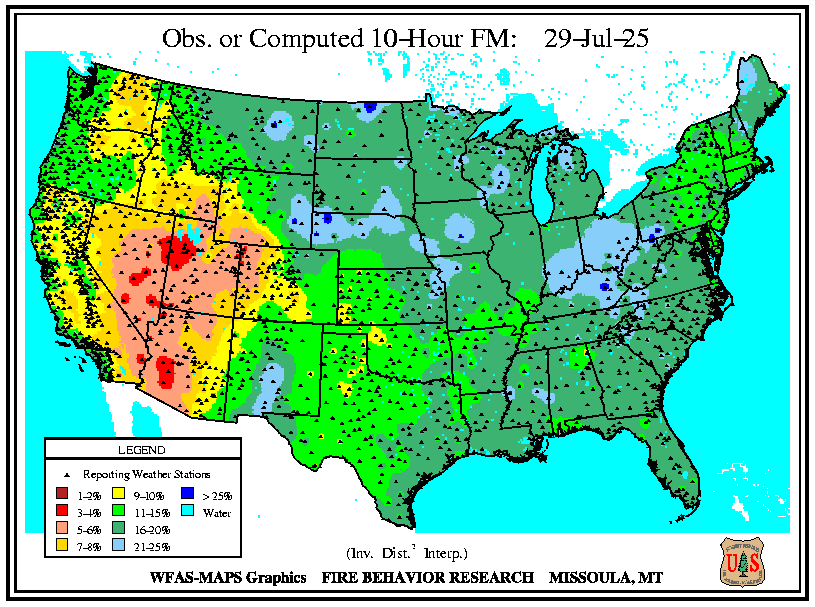 Obs. or Computed 10-Hour FM: 29-Jul-25
LEGEND
Reporting Weather Stations
1-2% 9-10% > 25%
3-4% 11-15% Water
5-6% 16-20%
7-8% 21-25%
(Inv. Dist.² Interp.)
WFAS-MAPS Graphics FIRE BEHAVIOR RESEARCH MISSOULA, MT
U S